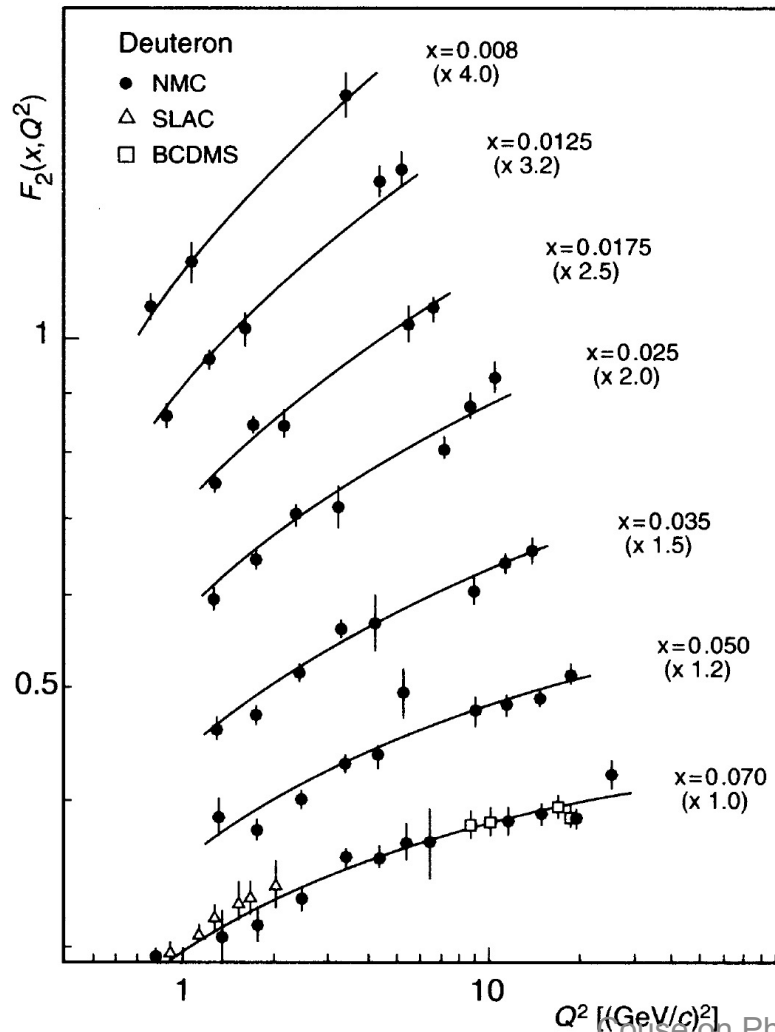 Deuteron
NMC
SLAC
BCDMS
F₂(x,Q²)
x=0.008
(x 4.0)
x=0.0125
(x 3.2)
x=0.0175
(x 2.5)
x=0.025
(x 2.0)
x=0.035
(x 1.5)
x=0.050
(x 1.2)
x=0.070
(x 1.0)
1
0.5
1
10
Q² [(GeV/c)²]